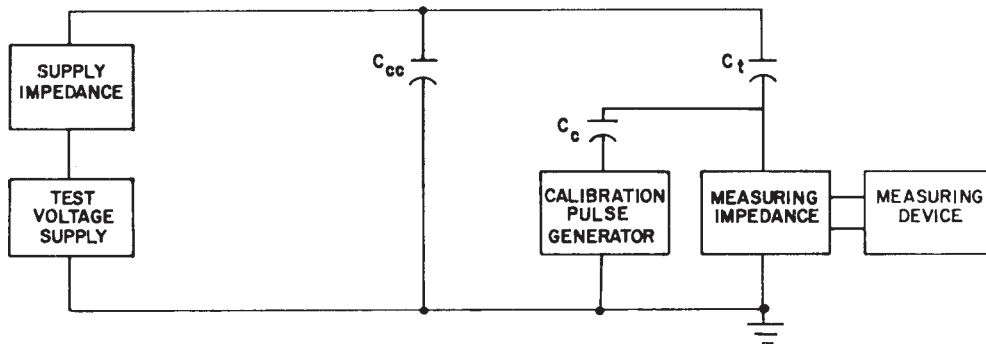 SUPPLY
IMPEDANCE
TEST
VOLTAGE
SUPPLY
Ccc
Ct
Cc
CALIBRATION
PULSE
GENERATOR
MEASURING
IMPEDANCE
MEASURING
DEVICE